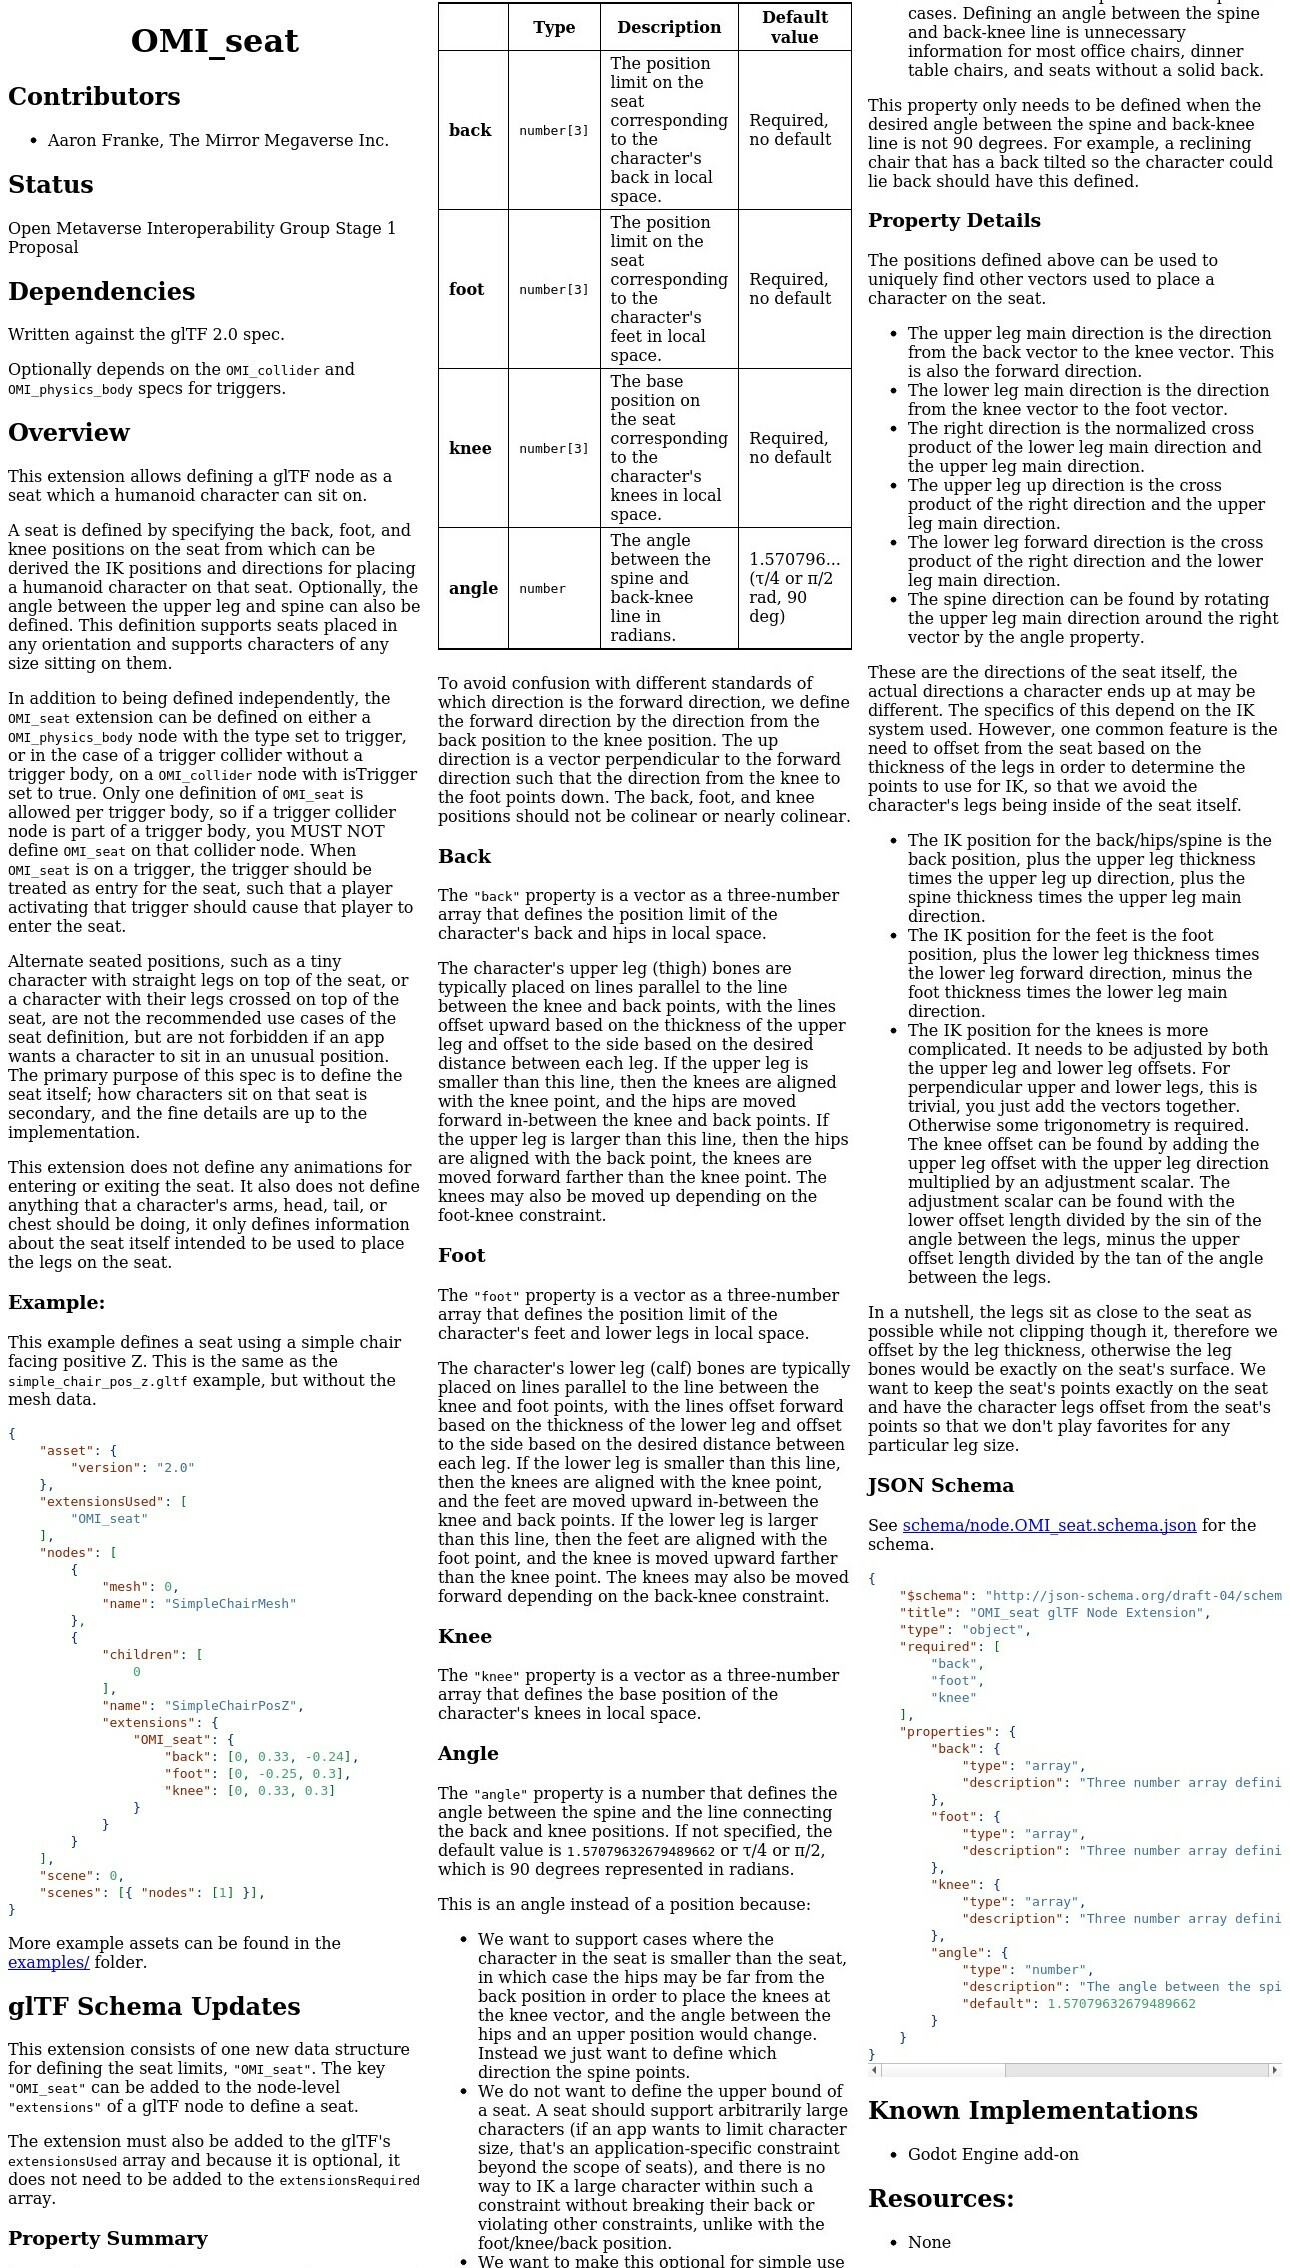 OMI_seat
Contributors
• Aaron Franke, The Mirror Megaverse Inc.
Status
Open Metaverse Interoperability Group Stage 1
Proposal
Dependencies
Written against the glTF 2.0 spec.
Optionally depends on the OMI_collider and
OMI_physics_body specs for triggers.
Overview
This extension allows defining a glTF node as a
seat which a humanoid character can sit on.
A seat is defined by specifying the back, foot, and
knee positions on the seat from which can be
derived the IK positions and directions for placing
a humanoid character on that seat. Optionally, the
angle between the upper leg and spine can also be
defined. This definition supports seats placed in
any orientation and supports characters of any
size sitting on them.
In addition to being defined independently, the
OMI_seat extension can be defined on either a
OMI_physics_body node with the type set to trigger,
or in the case of a trigger collider without a
trigger body, on a OMI_collider node with isTrigger
set to true. Only one definition of OMI_seat is
allowed per trigger body, so if a trigger collider
node is part of a trigger body, you MUST NOT
define OMI_seat on that collider node. When
OMI_seat is on a trigger, the trigger should be
treated as entry for the seat, such that a player
activating that trigger should cause that player to
enter the seat.
Alternate seated positions, such as a tiny
character with straight legs on top of the seat, or
a character with their legs crossed on top of the
seat, are not the recommended use cases of the
seat definition, but are not forbidden if an app
wants a character to sit in an unusual position.
The primary purpose of this spec is to define the
seat itself; how characters sit on that seat is
secondary, and the fine details are up to the
implementation.
This extension does not define any animations for
entering or exiting the seat. It also does not define
anything that a character's arms, head, tail, or
chest should be doing, it only defines information
about the seat itself intended to be used to place
the legs on the seat.
Example:
This example defines a seat using a simple chair
facing positive Z. This is the same as the
simple_chair_pos_z.gltf example, but without the
mesh data.
{
    "asset": {
        "version": "2.0"
    },
    "extensionsUsed": [
        "OMI_seat"
    ],
    "nodes": [
        {
            "mesh": 0,
            "name": "SimpleChairMesh"
        },
        {
            "children": [
                0
            ],
            "name": "SimpleChairPosZ",
            "extensions": {
                "OMI_seat": {
                    "back": [0, 0.33, -0.24],
                    "foot": [0, -0.25, 0.3],
                    "knee": [0, 0.33, 0.3]
                }
            }
        }
    ],
    "scene": 0,
    "scenes": [{ "nodes": [1] }],
}
More example assets can be found in the
examples/ folder.
glTF Schema Updates
This extension consists of one new data structure
for defining the seat limits, "OMI_seat". The key
"OMI_seat" can be added to the node-level
"extensions" of a glTF node to define a seat.
The extension must also be added to the glTF's
extensionsUsed array and because it is optional, it
does not need to be added to the extensionsRequired
array.
Property Summary
Type Description Default
value
back number[3] The position
limit on the
seat
corresponding
to the
character's
back in local
space. Required,
no default
foot number[3] The position
limit on the
seat
corresponding
to the
character's
feet in local
space. Required,
no default
knee number[3] The base
position on
the seat
corresponding
to the
character's
knees in local
space. Required,
no default
angle number The angle
between the
spine and
back-knee
line in
radians. 1.570796...
(τ/4 or π/2
rad, 90
deg)
To avoid confusion with different standards of
which direction is the forward direction, we define
the forward direction by the direction from the
back position to the knee position. The up
direction is a vector perpendicular to the forward
direction such that the direction from the knee to
the foot points down. The back, foot, and knee
positions should not be colinear or nearly colinear.
Back
The "back" property is a vector as a three-number
array that defines the position limit of the
character's back and hips in local space.
The character's upper leg (thigh) bones are
typically placed on lines parallel to the line
between the knee and back points, with the lines
offset upward based on the thickness of the upper
leg and offset to the side based on the desired
distance between each leg. If the upper leg is
smaller than this line, then the knees are aligned
with the knee point, and the hips are moved
forward in-between the knee and back points. If
the upper leg is larger than this line, then the hips
are aligned with the back point, the knees are
moved forward farther than the knee point. The
knees may also be moved up depending on the
foot-knee constraint.
Foot
The "foot" property is a vector as a three-number
array that defines the position limit of the
character's feet and lower legs in local space.
The character's lower leg (calf) bones are typically
placed on lines parallel to the line between the
knee and foot points, with the lines offset forward
based on the thickness of the lower leg and offset
to the side based on the desired distance between
each leg. If the lower leg is smaller than this line,
then the knees are aligned with the knee point,
and the feet are moved upward in-between the
knee and back points. If the lower leg is larger
than this line, then the feet are aligned with the
foot point, and the knee is moved upward farther
than the knee point. The knees may also be moved
forward depending on the back-knee constraint.
Knee
The "knee" property is a vector as a three-number
array that defines the base position of the
character's knees in local space.
Angle
The "angle" property is a number that defines the
angle between the spine and the line connecting
the back and knee positions. If not specified, the
default value is 1.57079632679489662 or τ/4 or π/2,
which is 90 degrees represented in radians.
This is an angle instead of a position because:
• We want to support cases where the
character in the seat is smaller than the seat,
in which case the hips may be far from the
back position in order to place the knees at
the knee vector, and the angle between the
hips and an upper position would change.
Instead we just want to define which
direction the spine points.
• We do not want to define the upper bound of
a seat. A seat should support arbitrarily large
characters (if an app wants to limit character
size, that's an application-specific constraint
beyond the scope of seats), and there is no
way to IK a large character within such a
constraint without breaking their back or
violating other constraints, unlike with the
foot/knee/back position.
• We want to make this optional for simple use
cases. Defining an angle between the spine
and back-knee line is unnecessary
information for most office chairs, dinner
table chairs, and seats without a solid back.
This property only needs to be defined when the
desired angle between the spine and back-knee
line is not 90 degrees. For example, a reclining
chair that has a back tilted so the character could
lie back should have this defined.
Property Details
The positions defined above can be used to
uniquely find other vectors used to place a
character on the seat.
• The upper leg main direction is the direction
from the back vector to the knee vector. This
is also the forward direction.
• The lower leg main direction is the direction
from the knee vector to the foot vector.
• The right direction is the normalized cross
product of the lower leg main direction and
the upper leg main direction.
• The upper leg up direction is the cross
product of the right direction and the upper
leg main direction.
• The lower leg forward direction is the cross
product of the right direction and the lower
leg main direction.
• The spine direction can be found by rotating
the upper leg main direction around the right
vector by the angle property.
These are the directions of the seat itself, the
actual directions a character ends up at may be
different. The specifics of this depend on the IK
system used. However, one common feature is the
need to offset from the seat based on the
thickness of the legs in order to determine the
points to use for IK, so that we avoid the
character's legs being inside of the seat itself.
• The IK position for the back/hips/spine is the
back position, plus the upper leg thickness
times the upper leg up direction, plus the
spine thickness times the upper leg main
direction.
• The IK position for the feet is the foot
position, plus the lower leg thickness times
the lower leg forward direction, minus the
foot thickness times the lower leg main
direction.
• The IK position for the knees is more
complicated. It needs to be adjusted by both
the upper leg and lower leg offsets. For
perpendicular upper and lower legs, this is
trivial, you just add the vectors together.
Otherwise some trigonometry is required.
The knee offset can be found by adding the
upper leg offset with the upper leg direction
multiplied by an adjustment scalar. The
adjustment scalar can be found with the
lower offset length divided by the sin of the
angle between the legs, minus the upper
offset length divided by the tan of the angle
between the legs.
In a nutshell, the legs sit as close to the seat as
possible while not clipping though it, therefore we
offset by the leg thickness, otherwise the leg
bones would be exactly on the seat's surface. We
want to keep the seat's points exactly on the seat
and have the character legs offset from the seat's
points so that we don't play favorites for any
particular leg size.
JSON Schema
See schema/node.OMI_seat.schema.json for the
schema.
{
    "$schema": "http://json-schema.org/draft-04/schem
    "title": "OMI_seat glTF Node Extension",
    "type": "object",
    "required": [
        "back",
        "foot",
        "knee"
    ],
    "properties": {
        "back": {
            "type": "array",
            "description": "Three number array defini
        },
        "foot": {
            "type": "array",
            "description": "Three number array defini
        },
        "knee": {
            "type": "array",
            "description": "Three number array defini
        },
        "angle": {
            "type": "number",
            "description": "The angle between the spi
            "default": 1.57079632679489662
        }
    }
}
Known Implementations
• Godot Engine add-on
Resources:
• None